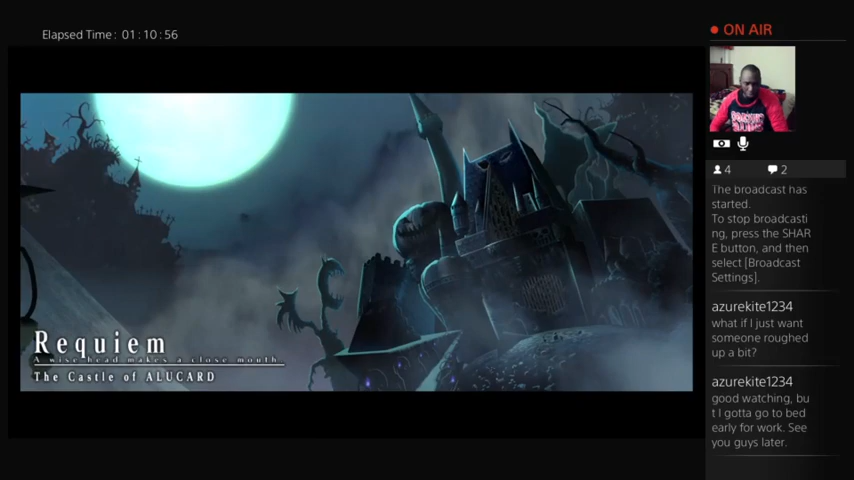 Elapsed Time: 01:10:56
ON AIR
4
2
The broadcast has
started.
To stop broadcasti
ng, press the SHAR
E button, and then
select [Broadcast
Settings].
azurekite1234
what if I just want
someone roughed
up a bit?
azurekite1234
good watching, bu
t I gotta go to bed
early for work. See
you guys later.
Requiem
A wise head makes a close mouth
The Castle of ALUCARD